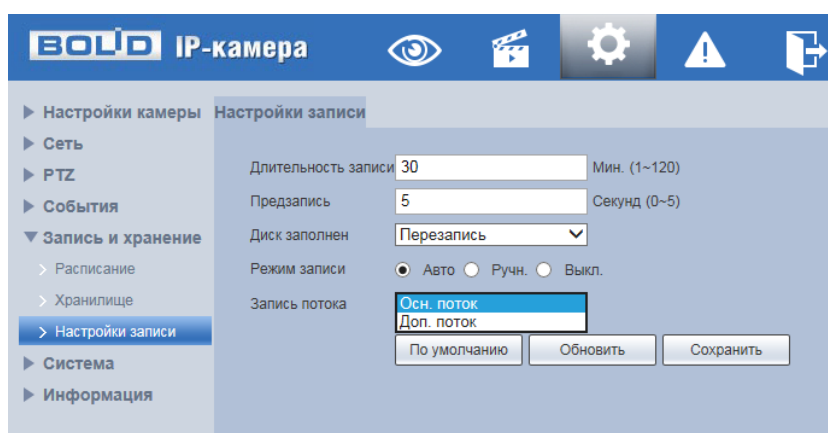 BOLID IP-камера
Настройки камеры
Сеть
PTZ
События
Запись и хранение
Расписание
Хранилище
Настройки записи
Система
Информация
Настройки записи
Длительность записи 30 Мин. (1~120)
Предзапись 5 Секунд (0~5)
Диск заполнен Перезапись
Режим записи Авто Ручн. Выкл.
Запись потока Осн. поток
Доп. поток
По умолчанию Обновить Сохранить